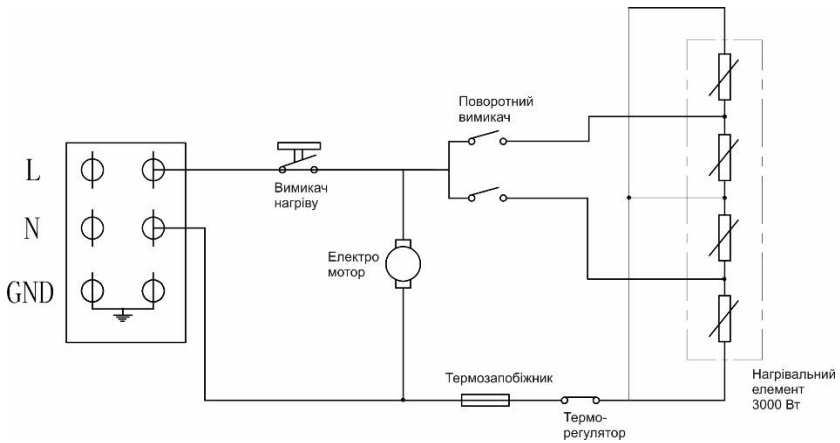 L
N
GND
Вимикач
нагріву
Електро
мотор
Поворотний
вимикач
Термозапобіжник
Термо-
регулятор
Нагрівальний
елемент
3000 Вт